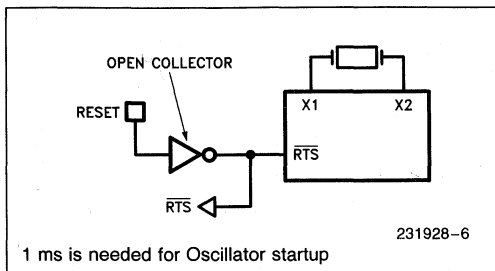 OPEN COLLECTOR
RESET
X1 X2
RTS
RTS
231928–6
1 ms is needed for Oscillator startup